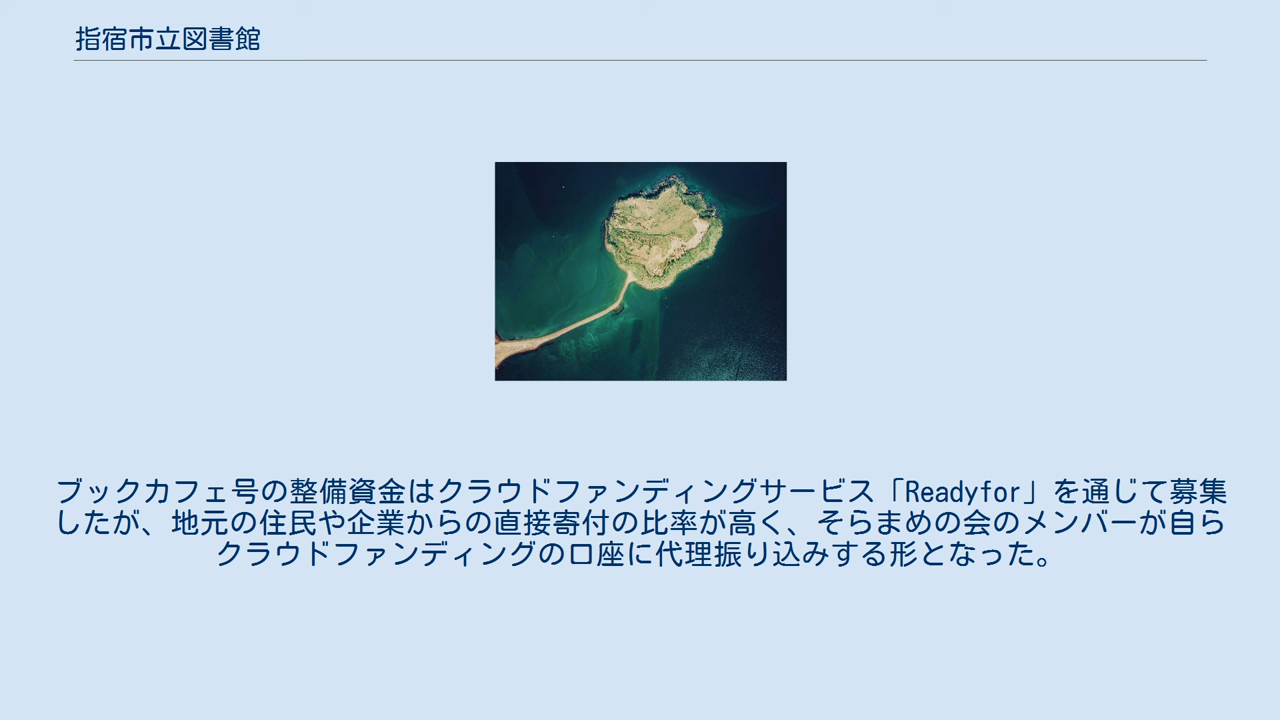 指宿市立図書館
ブックカフェ号の整備資金はクラウドファンディングサービス「Readyfor」を通じて募集
したが、地元の住民や企業からの直接寄付の比率が高く、そらまめの会のメンバーが自ら
クラウドファンディングの口座に代理振り込みする形となった。